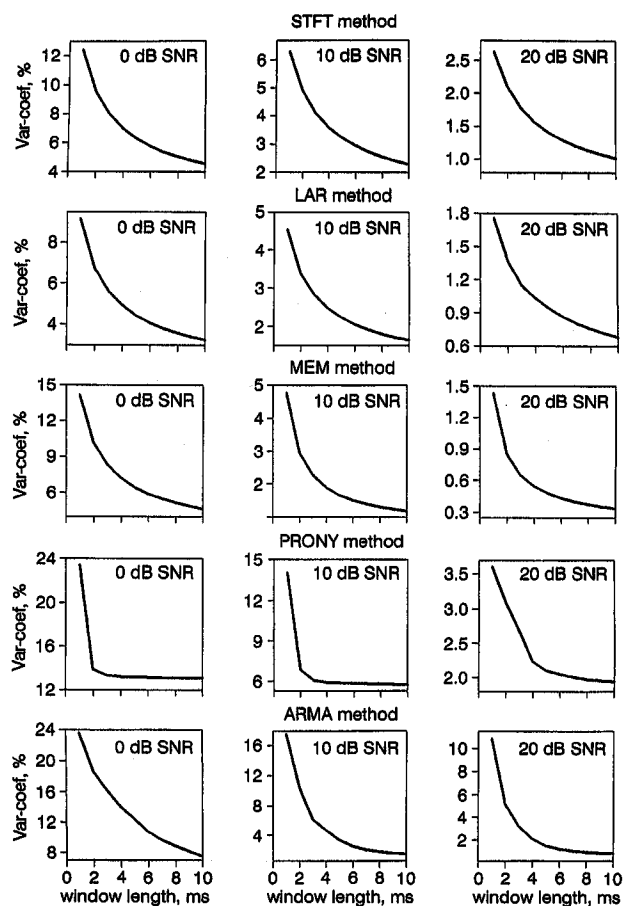 STFT method
Var-coef, %
12
10
8
6
4
0 dB SNR
6
5
4
3
2
10 dB SNR
2.5
2.0
1.5
1.0
20 dB SNR
LAR method
Var-coef, %
8
6
4
0 dB SNR
5
4
3
2
10 dB SNR
1.8
1.5
1.2
0.9
0.6
20 dB SNR
MEM method
Var-coef, %
15
12
9
6
0 dB SNR
5
4
3
2
10 dB SNR
1.5
1.2
0.9
0.6
0.3
20 dB SNR
PRONY method
Var-coef, %
24
21
18
15
12
0 dB SNR
15
12
9
6
10 dB SNR
3.5
3.0
2.5
2.0
20 dB SNR
ARMA method
Var-coef, %
24
20
16
12
8
0 dB SNR
16
12
8
4
10 dB SNR
10
8
6
4
2
20 dB SNR
0 2 4 6 8 10
0 2 4 6 8 10
0 2 4 6 8 10
window length, ms
window length, ms
window length, ms